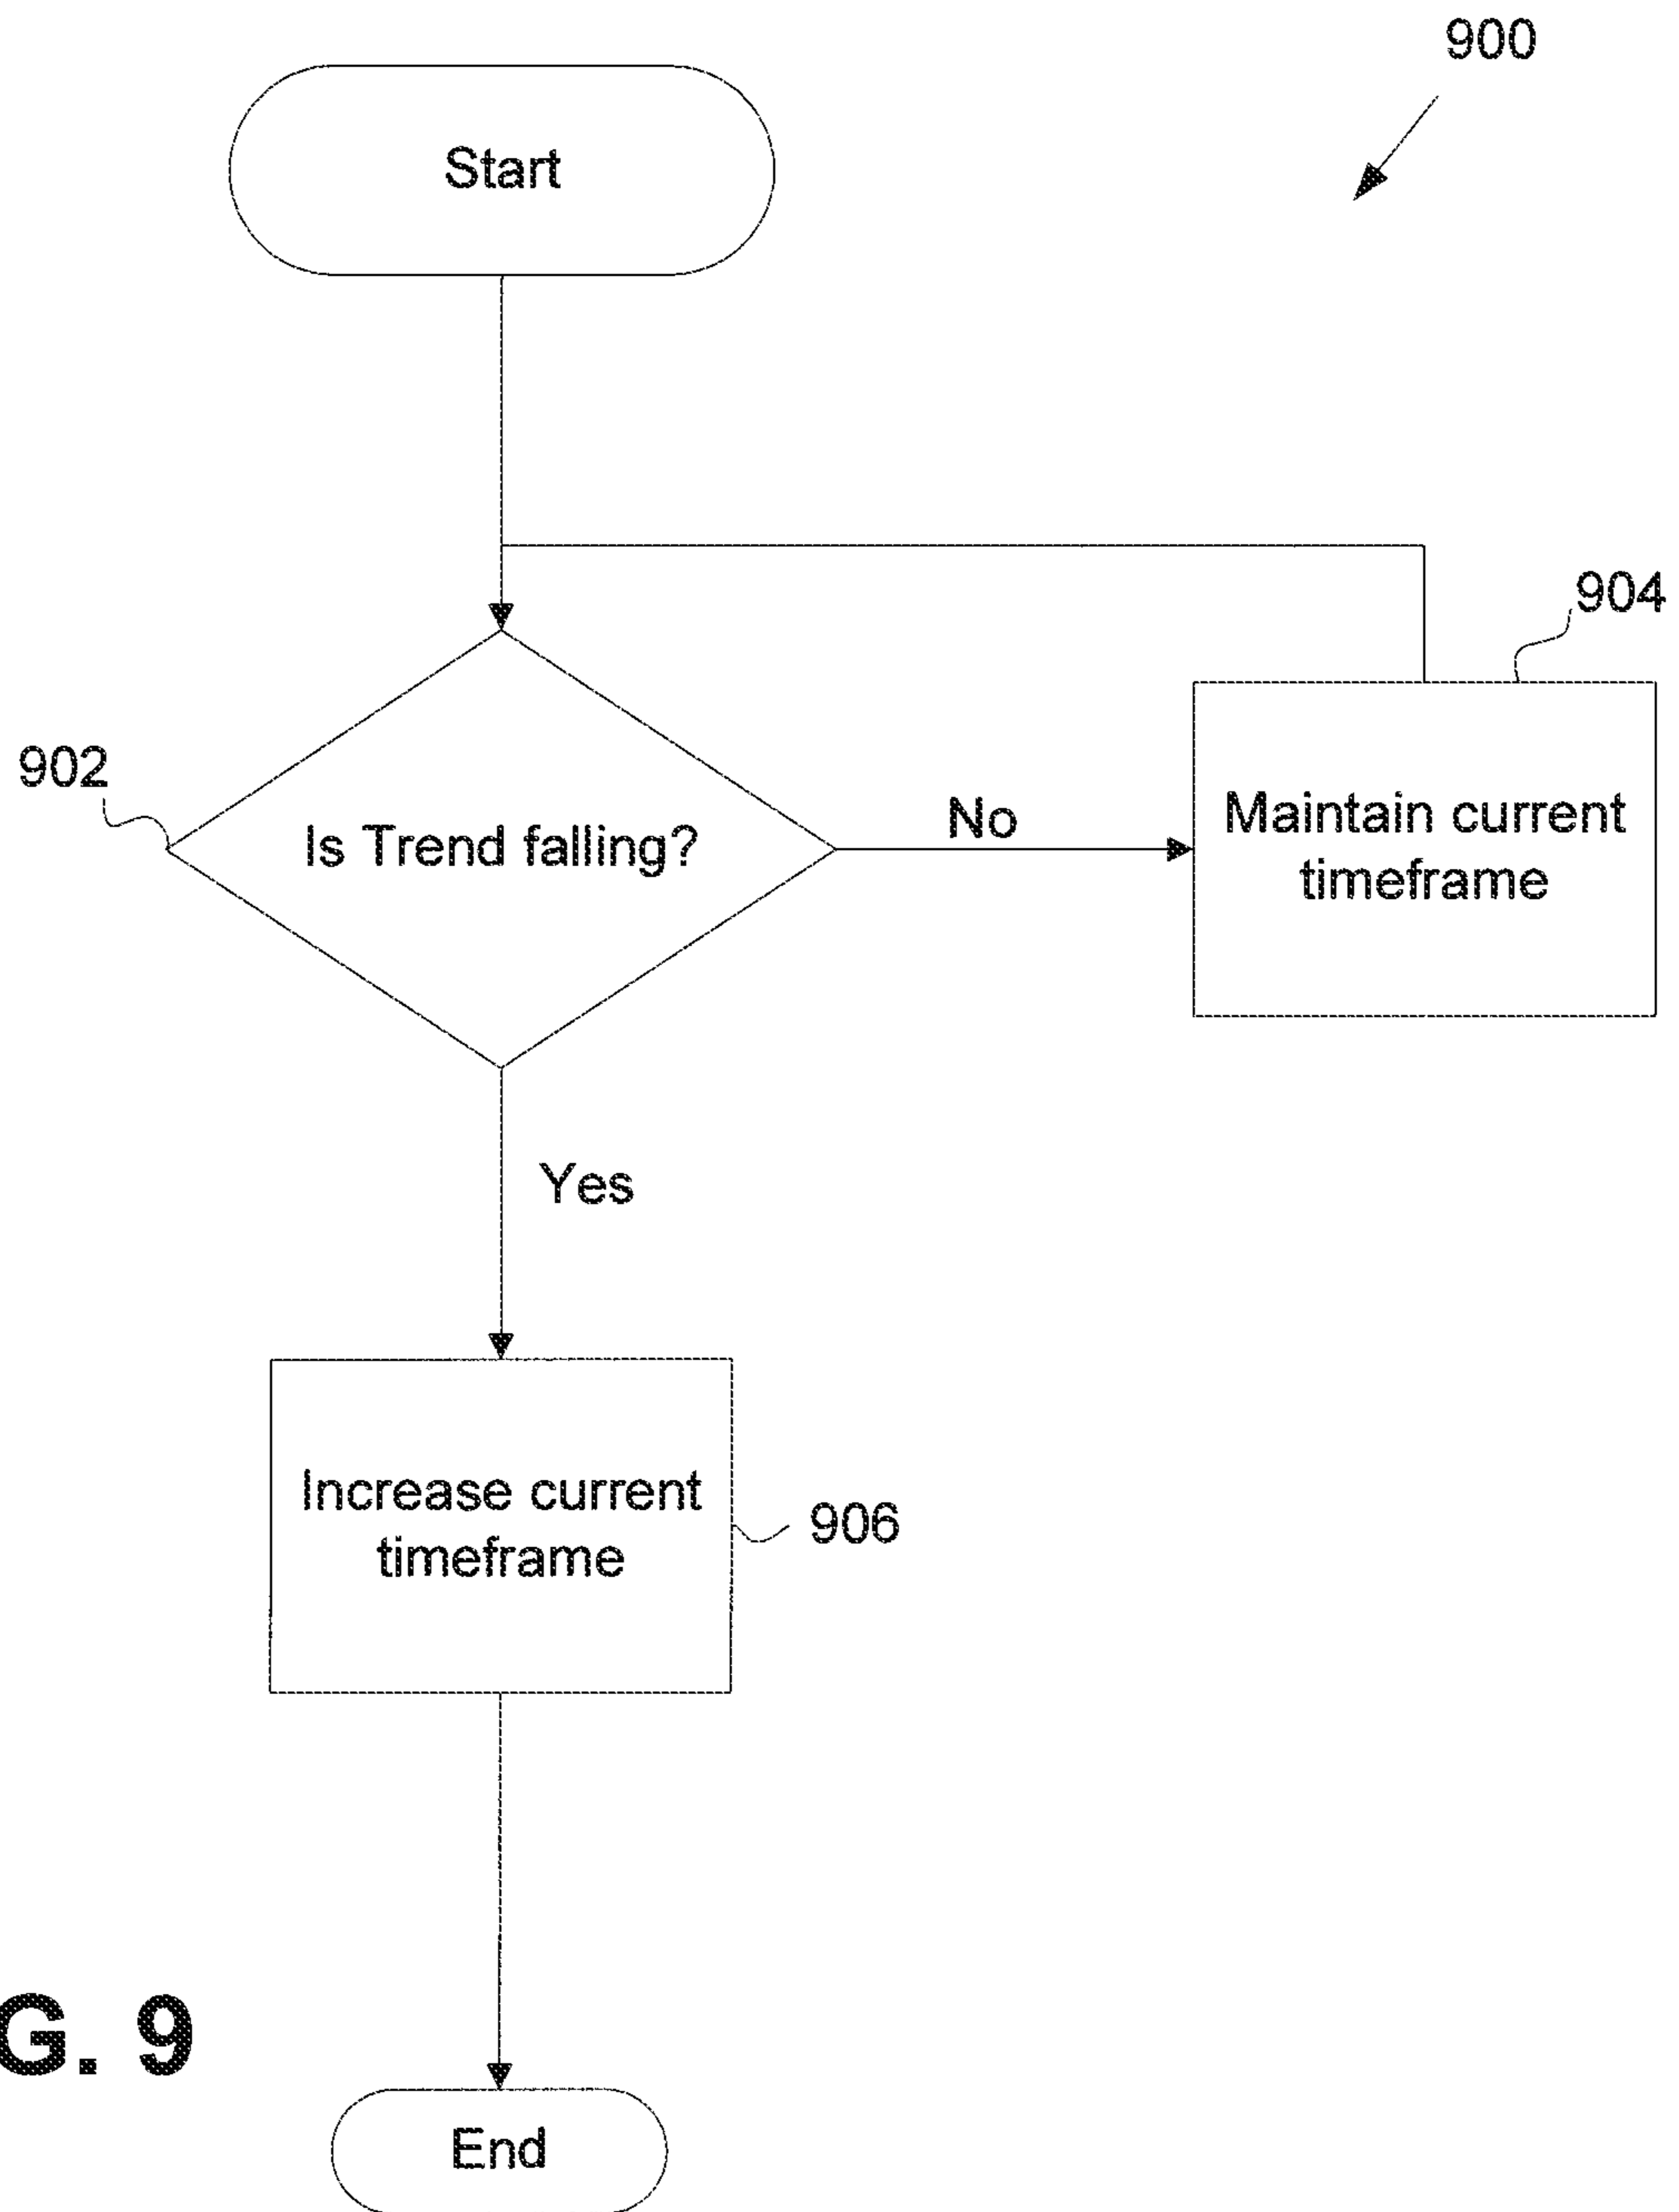 900
Start
904
902
Is Trend falling?
No
Maintain current
timeframe
Yes
Increase current
timeframe
906
G. 9
End